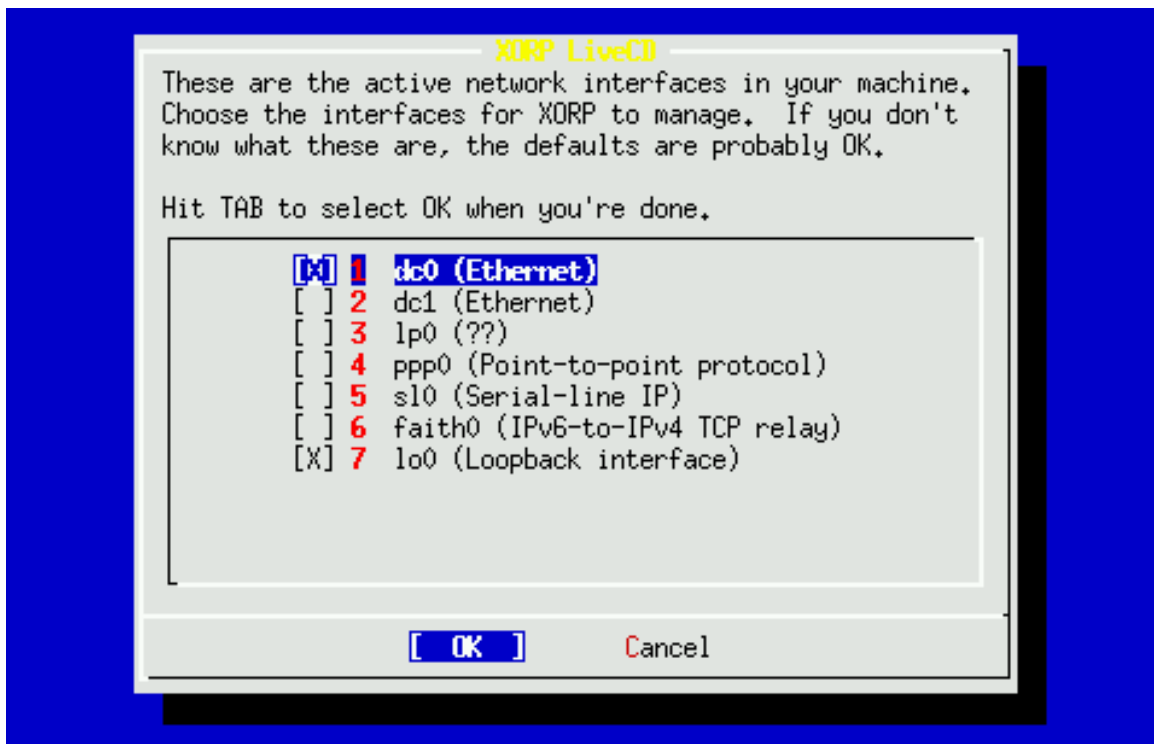 XORP LiveCD
These are the active network interfaces in your machine.
Choose the interfaces for XORP to manage.  If you don't
know what these are, the defaults are probably OK.
Hit TAB to select OK when you're done.
[X] 1 dc0 (Ethernet)
[ ] 2 dc1 (Ethernet)
[ ] 3 lp0 (??)
[ ] 4 ppp0 (Point-to-point protocol)
[ ] 5 sl0 (Serial-line IP)
[ ] 6 faith0 (IPv6-to-IPv4 TCP relay)
[X] 7 lo0 (Loopback interface)
[ OK ] Cancel